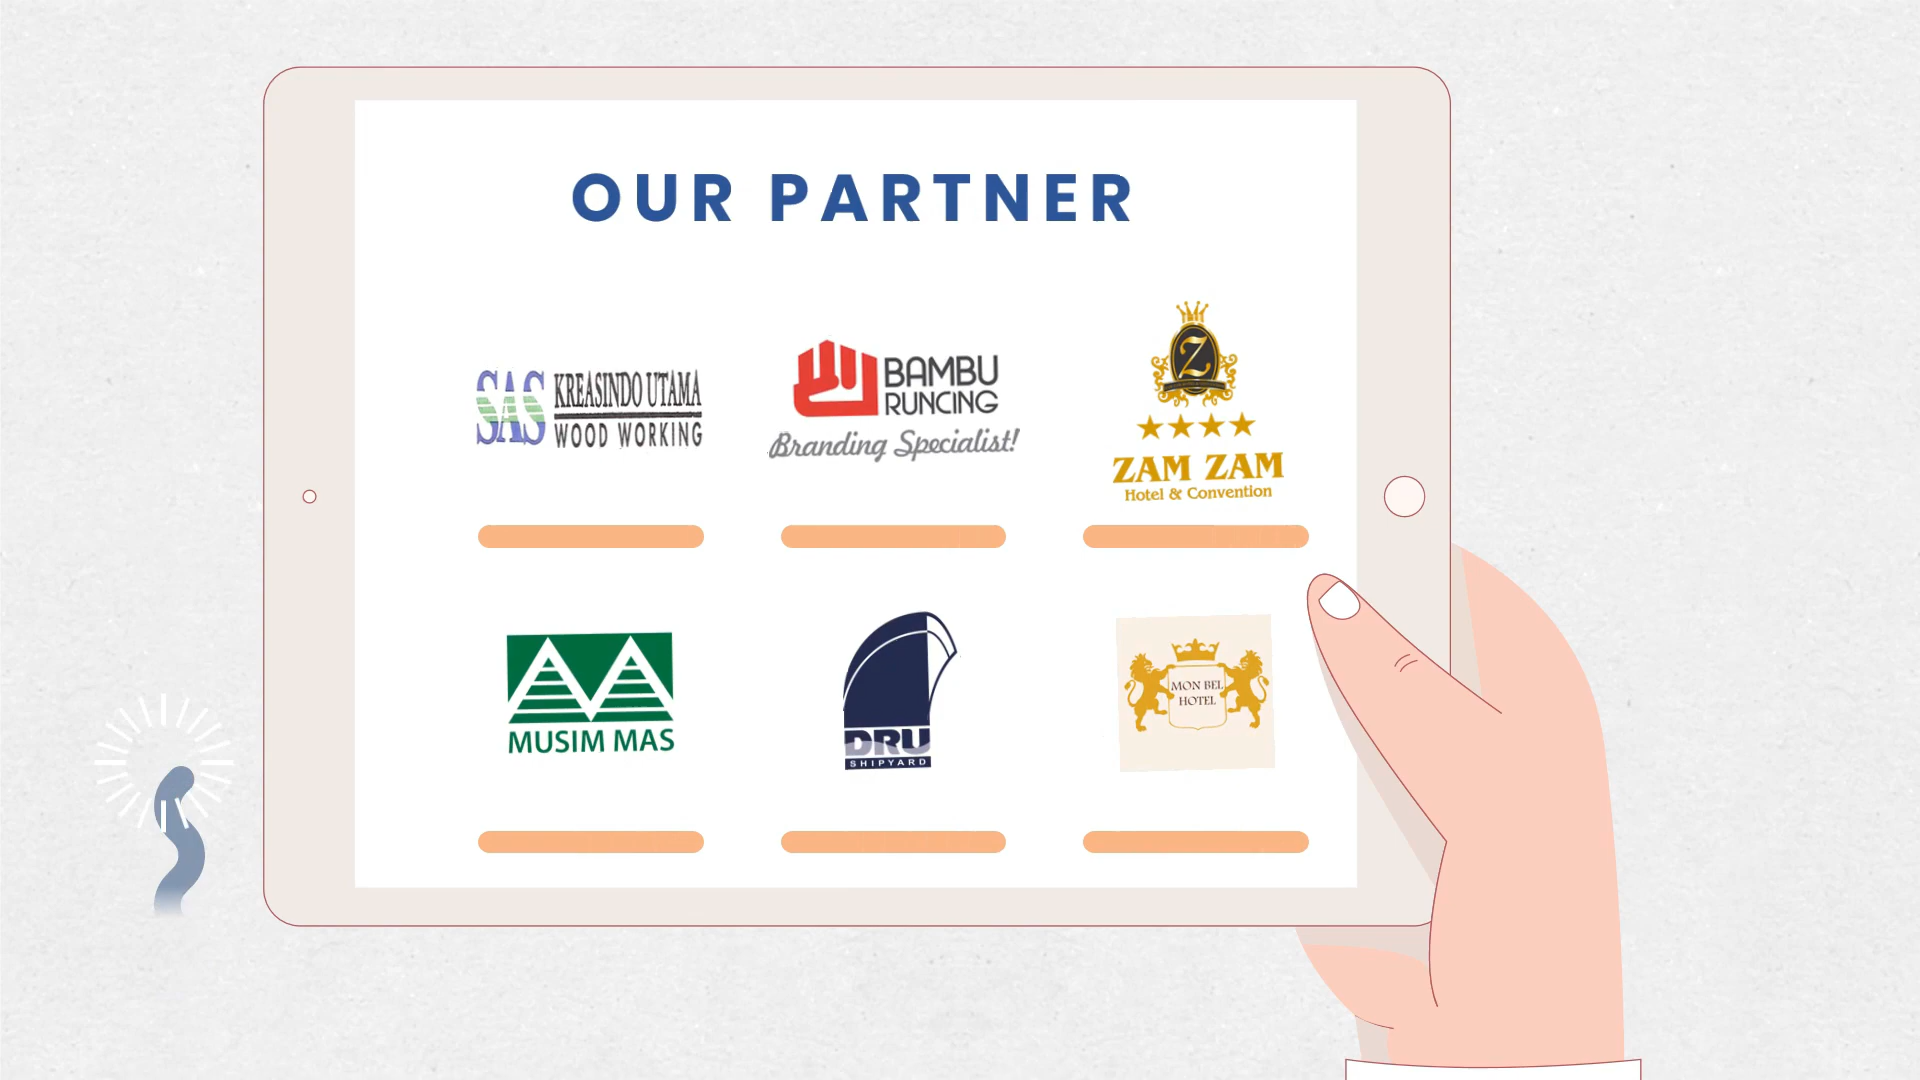 OUR PARTNER
SAS KREASINDO UTAMA
WOOD WORKING
BAMBU
RUNCING
Branding Specialist!
Z
ZAM ZAM
Hotel & Convention
MUSIM MAS
DRU
SHIPYARD
MON BEL
HOTEL